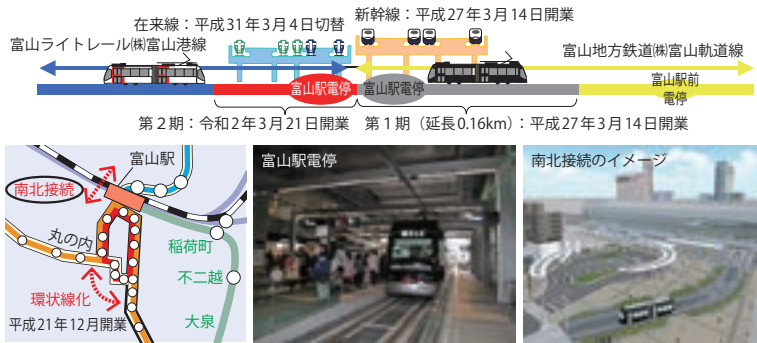 在来線：平成31年3月4日切替
新幹線：平成27年3月14日開業
富山ライトレール㈱富山港線
富山地方鉄道㈱富山軌道線
富山駅電停
富山駅電停
富山駅前
電停
第2期：令和2年3月21日開業
第1期（延長0.16km）：平成27年3月14日開業
富山駅
南北接続
丸の内
稲荷町
不二越
環状線化
平成21年12月開業
大泉
富山駅電停
南北接続のイメージ